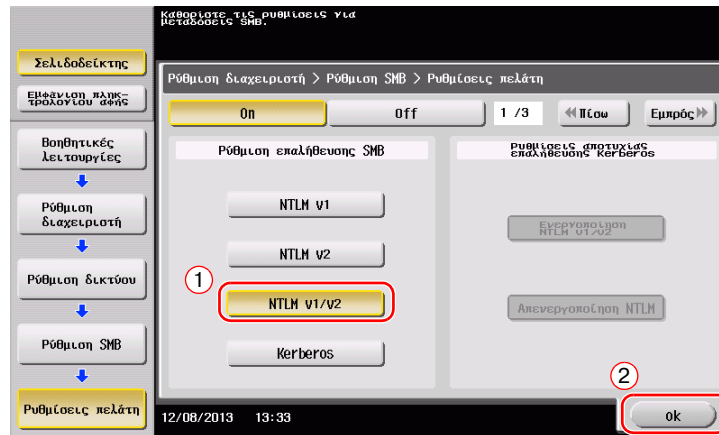 Καθορίστε τις ρυθμίσεις για
μεταδόσεις SMB.
Σελιδοδείκτης
Εμφάνιση πληκ-
τρολογίου αφής
Βοηθητικές
λειτουργίες
Ρύθμιση
διαχειριστή
Ρύθμιση δικτύου
Ρύθμιση SMB
Ρυθμίσεις πελάτη
Ρύθμιση διαχειριστή > Ρύθμιση SMB > Ρυθμίσεις πελάτη
On
Off
1 /3
Πίσω
Εμπρός
Ρύθμιση επαλήθευσης SMB
NTLM v1
NTLM v2
1
NTLM v1/v2
Kerberos
Ρυθμίσεις αποτυχίας
επαλήθευσης Kerberos
Ενεργοποίηση
NTLM v1/v2
Απενεργοποίηση NTLM
2
12/08/2013 13:33
ok